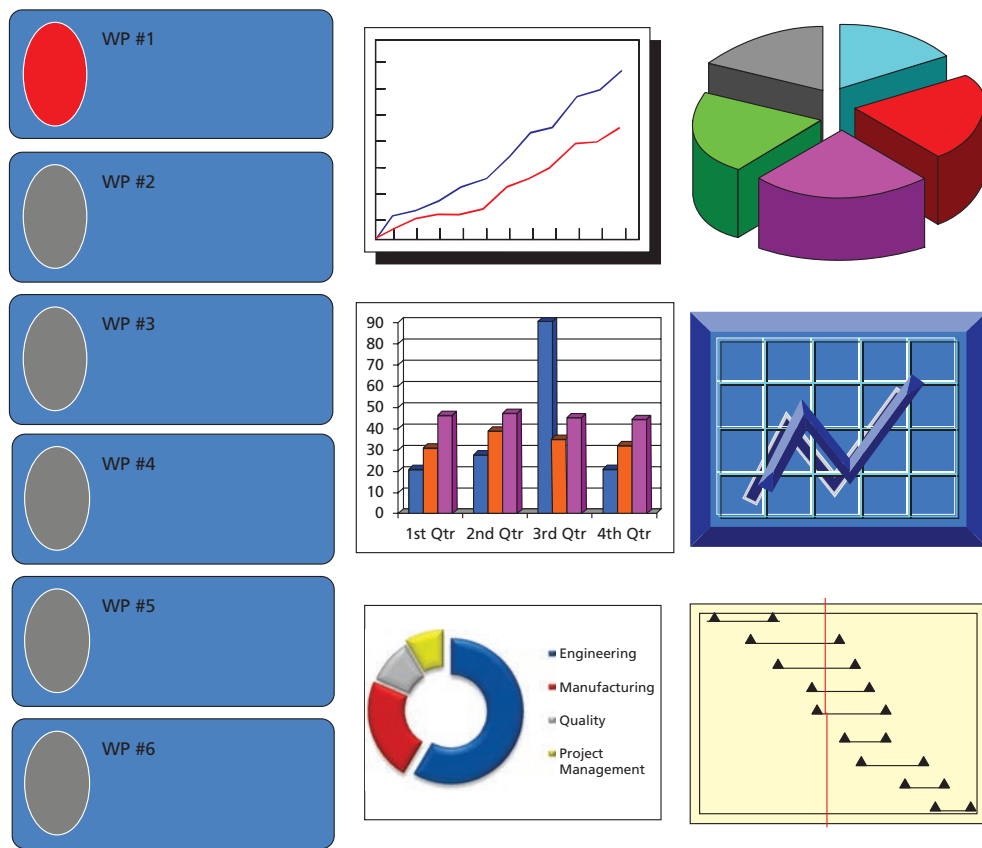 WP #1
WP #2
WP #3
WP #4
WP #5
WP #6
90
80
70
60
50
40
30
20
10
0
1st Qtr 2nd Qtr 3rd Qtr 4th Qtr
Engineering
Manufacturing
Quality
Project
Management